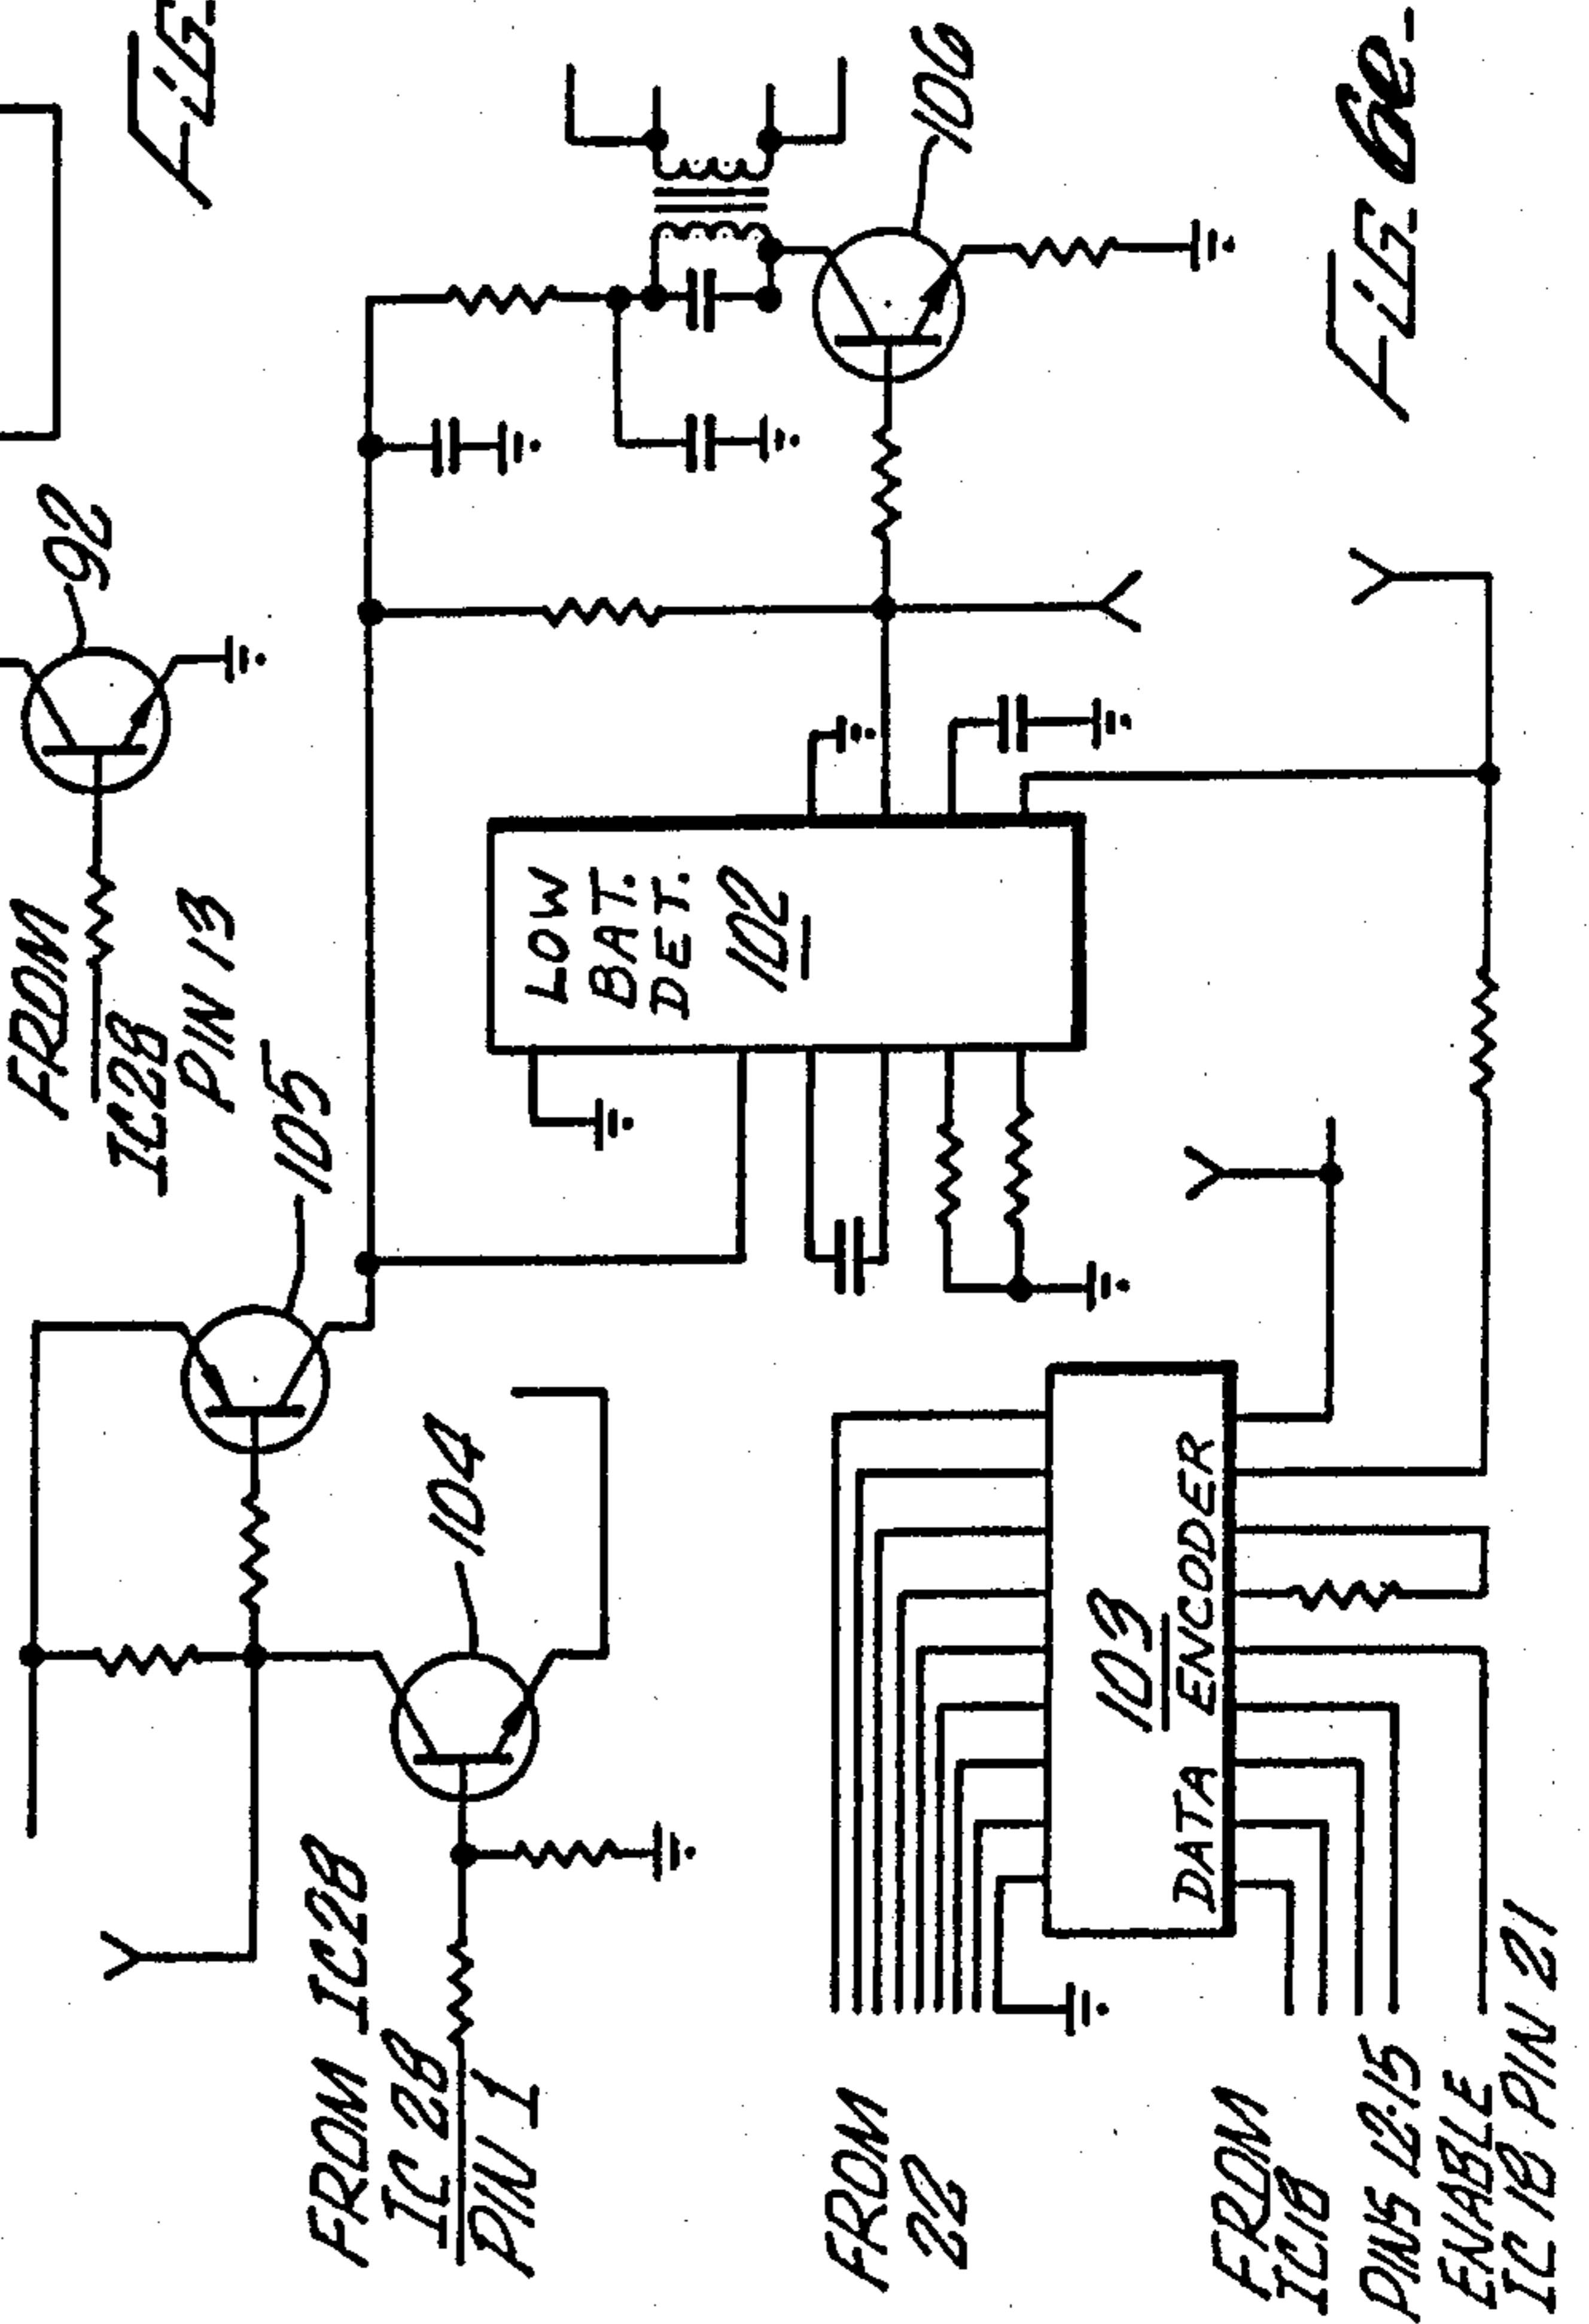 FROM
IC28
PIN 13
92
FIG.
105
FROM IC28
IC 28
PIN 1
104
LOW
BAT.
DET.
102
106
FROM
22
103
DATA ENCODER
FROM
IC18
PINS 12-15
ENABLE
IC 18 PIN 21
FIG. 6e.